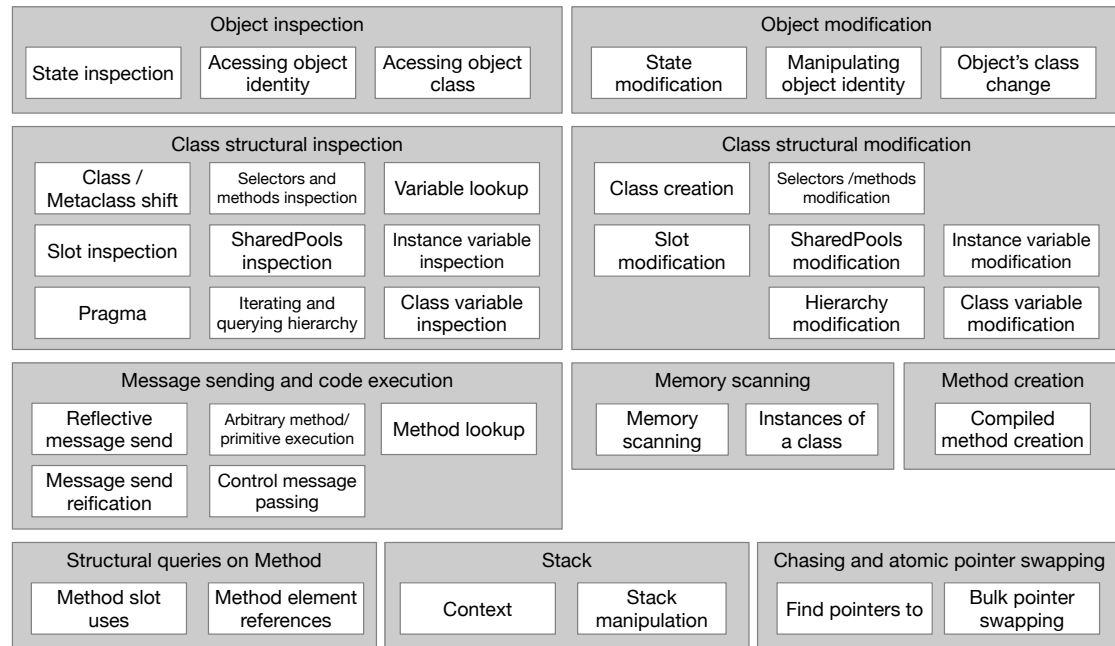 Object inspection
State inspection
Acessing object
identity
Acessing object
class
Object modification
State
modification
Manipulating
object identity
Object's class
change
Class structural inspection
Class /
Metaclass shift
Selectors and
methods inspection
Variable lookup
Slot inspection
SharedPools
inspection
Instance variable
inspection
Pragma
Iterating and
querying hierarchy
Class variable
inspection
Class structural modification
Class creation
Selectors /methods
modification
Slot
modification
SharedPools
modification
Instance variable
modification
Hierarchy
modification
Class variable
modification
Message sending and code execution
Reflective
message send
Arbitrary method/
primitive execution
Method lookup
Message send
reification
Control message
passing
Memory scanning
Memory
scanning
Instances of
a class
Method creation
Compiled
method creation
Structural queries on Method
Method slot
uses
Method element
references
Stack
Context
Stack
manipulation
Chasing and atomic pointer swapping
Find pointers to
Bulk pointer
swapping